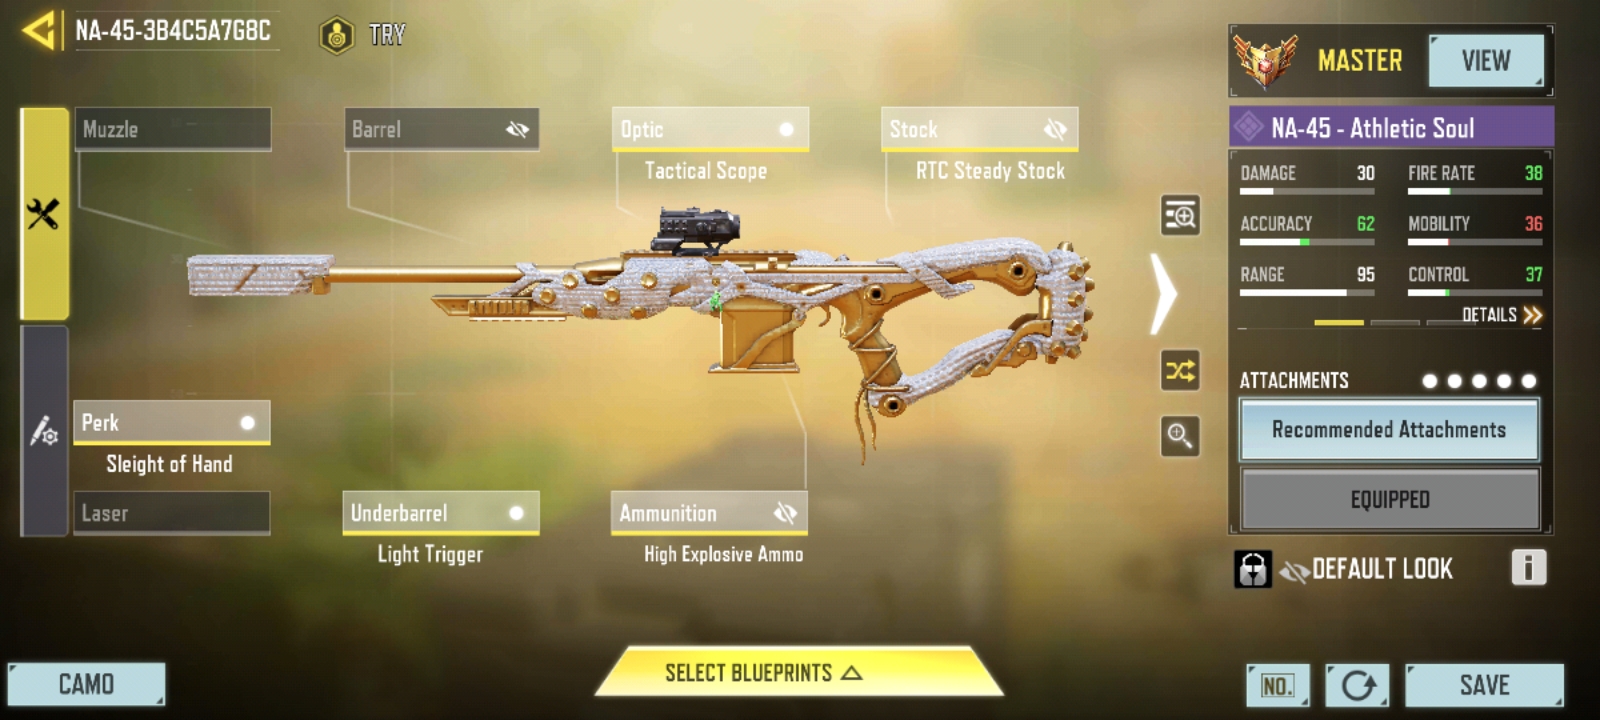 NA-45-3B4C5A7G8C
TRY
MASTER
VIEW
Muzzle
Barrel
Optic
Tactical Scope
Stock
RTC Steady Stock
NA-45 - Athletic Soul
DAMAGE 30
FIRE RATE 38
ACCURACY 62
MOBILITY 36
RANGE 95
CONTROL 37
DETAILS
ATTACHMENTS
Recommended Attachments
EQUIPPED
Perk
Sleight of Hand
Laser
Underbarrel
Light Trigger
Ammunition
High Explosive Ammo
DEFAULT LOOK
i
CAMO
SELECT BLUEPRINTS
NO.
SAVE